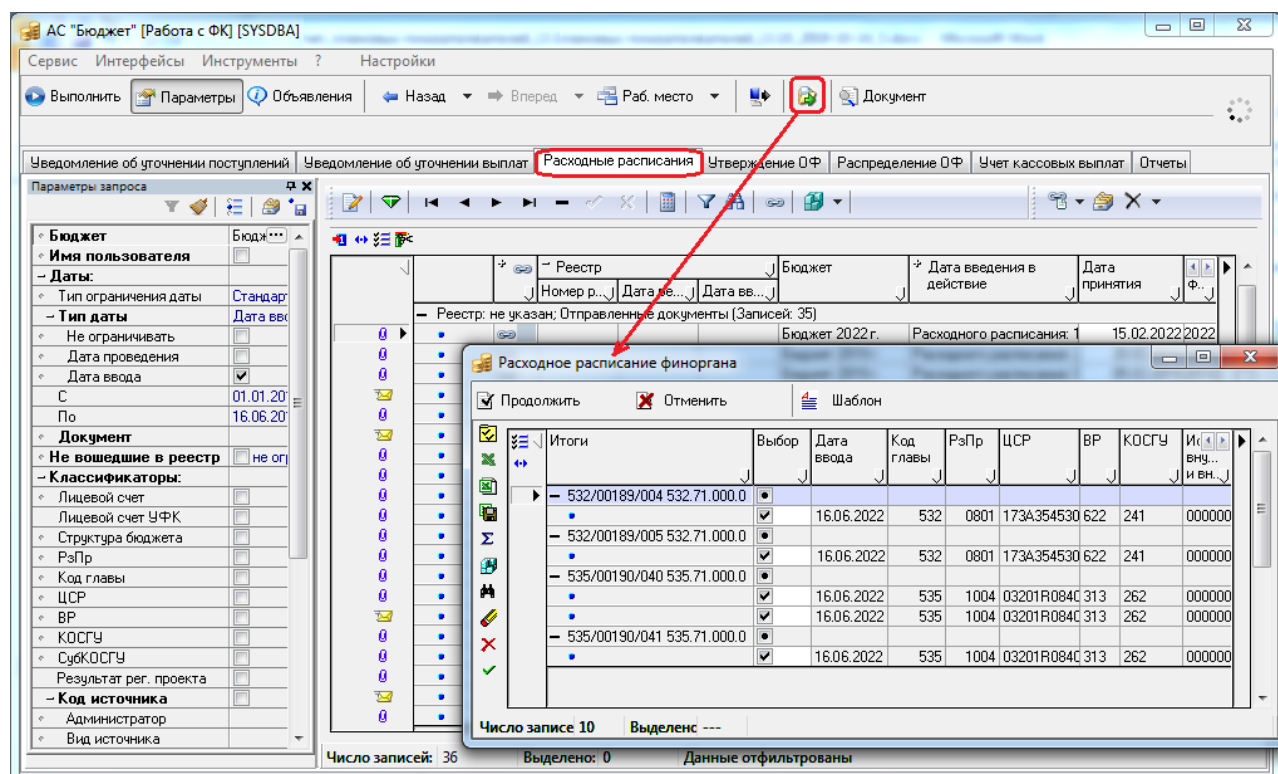 АС "Бюджет" [Работа с ФК] [SYSDBA]
Сервис Интерфейсы Инструменты ? Настройки
Выполнить Параметры Объявления Назад Вперед Раб. место Документ
Уведомление об уточнении поступлений Уведомление об уточнении выплат Расходные расписания Утверждение ОФ Распределение ОФ Учет кассовых выплат Отчеты
Параметры запроса
Бюджет Бюдж
Имя пользователя
Даты:
Тип ограничения даты Стандарт
Тип даты Дата вво
Не ограничивать
Дата проведения
Дата ввода
С 01.01.20
По 16.06.20
Документ
Не вошедшие в реестр не огр
Классификаторы:
Лицевой счет
Лицевой счет УФК
Структура бюджета
РзПр
Код главы
ЦСР
ВР
КОСГУ
СубКОСГУ
Результат рег. проекта
Код источника
Администратор
Вид источника
Реестр Бюджет Дата введения в действие Дата принятия Ф..
Номер р... Дата ре... Дата вв...
Реестр: не указан; Отправленные документы (Записей: 35)
Бюджет 2022 г. Расходного расписания: 1 15.02.2022 2022
Расходное расписание финоргана
Продолжить Отменить Шаблон
Итоги Выбор Дата ввода Код главы РзПр ЦСР ВР КОСГУ Ис вну... и вн...
532/00189/004 532.71.000.0
16.06.2022 532 0801 173A354530 622 241 000000
532/00189/005 532.71.000.0
16.06.2022 532 0801 173A354530 622 241 000000
535/00190/040 535.71.000.0
16.06.2022 535 1004 03201R0840 313 262 000000
16.06.2022 535 1004 03201R0840 313 262 000000
535/00190/041 535.71.000.0
16.06.2022 535 1004 03201R0840 313 262 000000
Число записе 10 Выделенс ---
Число записей: 36 Выделено: 0 Данные отфильтрованы